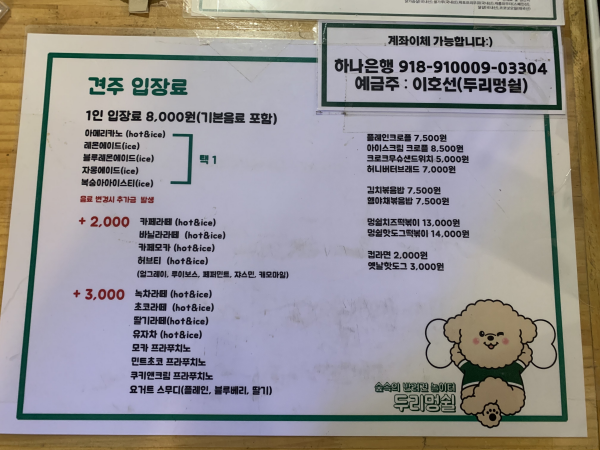 계좌이체 가능합니다:)
하나은행 918-910009-03304
예금주 : 이호선(두리멍쉴)
견주 입장료
1인 입장료 8,000원(기본음료 포함)
아메리카노 (hot&ice)
레몬에이드(ice)
블루레몬에이드(ice)
자몽에이드(ice)
복숭아아이스티(ice)
택 1
음료 변경시 추가금 발생
+ 2,000
카페라떼 (hot&ice)
바닐라라떼 (hot&ice)
카페모카 (hot&ice)
허브티 (hot&ice)
(얼그레이, 루이보스, 페퍼민트, 쟈스민, 캐모마일)
+ 3,000
녹차라떼 (hot&ice)
초코라떼 (hot&ice)
딸기라떼(hot&ice)
유자차 (hot&ice)
모카 프라푸치노
민트초코 프라푸치노
쿠키앤크림 프라푸치노
요거트 스무디(플레인, 블루베리, 딸기)
플레인크로플 7,500원
아이스크림 크로플 8,500원
크로크무슈샌드위치 5,000원
허니버터브레드 7,000원
김치볶음밥 7,500원
햄야채볶음밥 7,500원
멍쉴치즈떡볶이 13,000원
멍쉴핫도그떡볶이 14,000원
컵라면 2,000원
옛날핫도그 3,000원
숲속의 반려견 놀이터
두리멍쉴